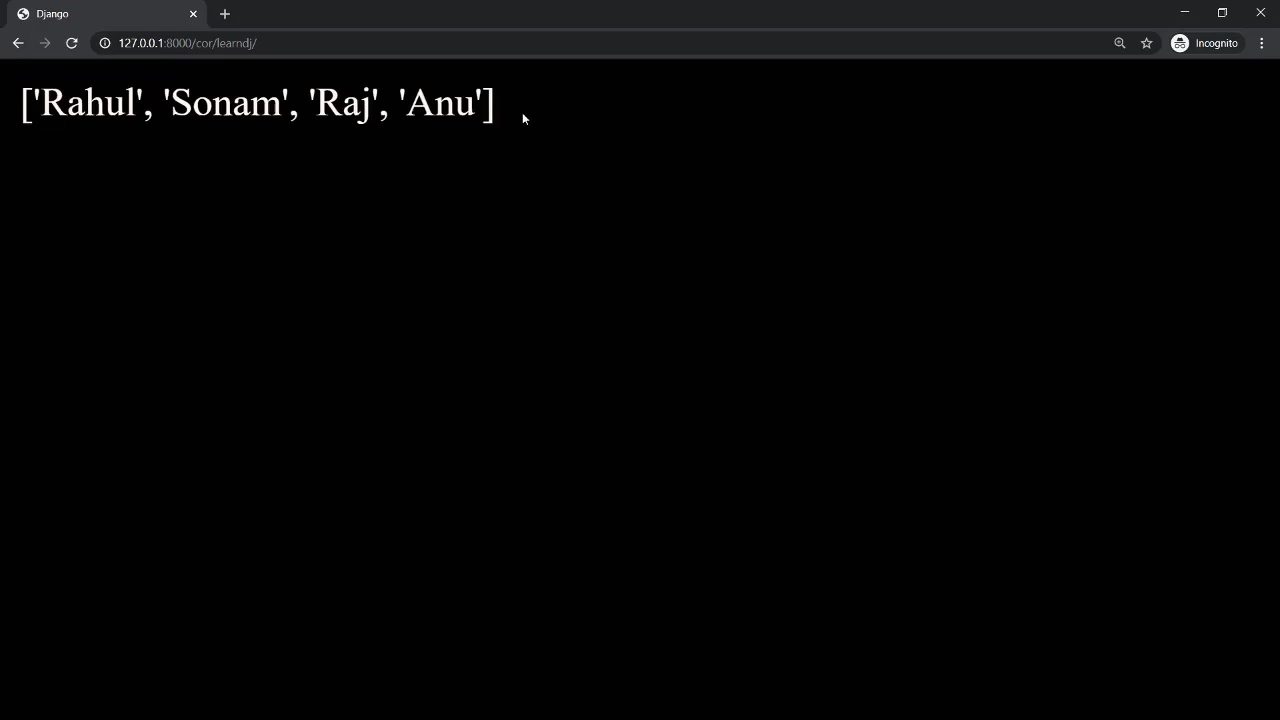 Django
127.0.0.1:8000/cor/learndj/
Incognito
['Rahul', 'Sonam', 'Raj', 'Anu']